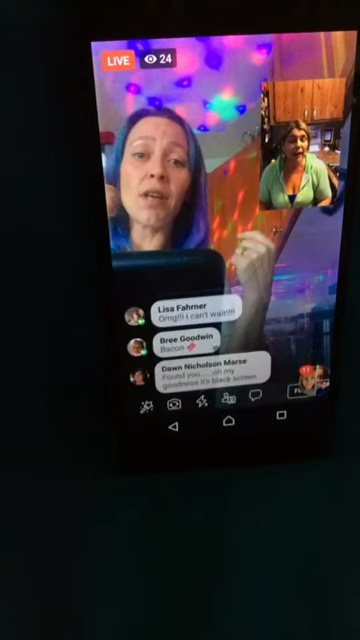 LIVE 24
Lisa Fahmer
Omg!!! I can't wait!!!!
Bree Goodwin
Bacon 🥓
Dawn Nicholson Marse
Found you......oh my
goodness it's black screen